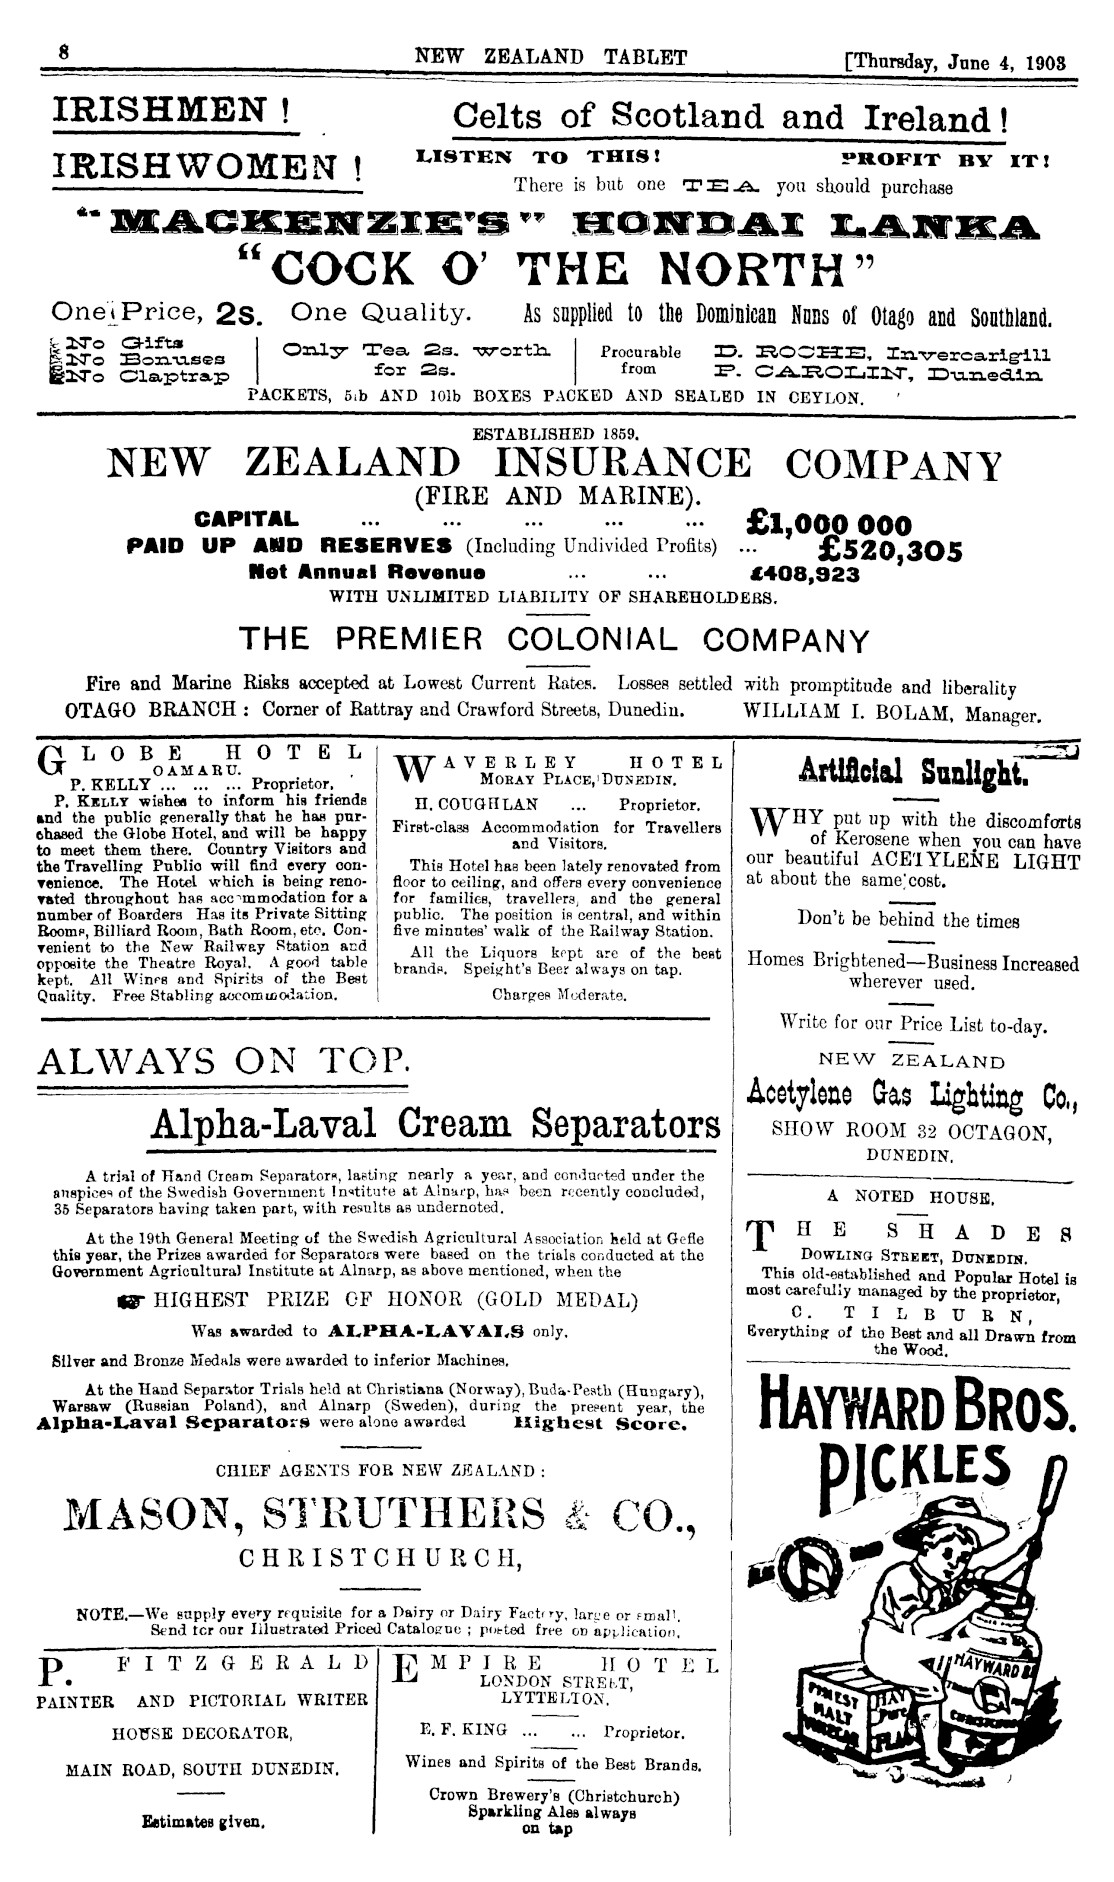 8
NEW ZEALAND TABLET
[Thursday, June 4, 1903
IRISHMEN !
IRISHWOMEN !
Celts of Scotland and Ireland !
LISTEN TO THIS! PROFIT BY IT!
There is but one TEA you should purchase
"MACKENZIE'S" HONDAI LANKA
"COCK O' THE NORTH"
One Price, 2s. One Quality. As supplied to the Dominican Nuns of Otago and Southland.
No Gifts
No Bonuses
No Claptrap
Only Tea 2s. worth
for 2s.
Procurable
from
D. ROCHE, Invercarigill
P. CAROLIN, Dunedin
PACKETS, 5lb AND 10lb BOXES PACKED AND SEALED IN CEYLON.
ESTABLISHED 1859.
NEW ZEALAND INSURANCE COMPANY
(FIRE AND MARINE).
CAPITAL ... ... ... ... ... £1,000 000
PAID UP AND RESERVES (Including Undivided Profits) ... £520,305
Net Annual Revenue ... ... £408,923
WITH UNLIMITED LIABILITY OF SHAREHOLDERS.
THE PREMIER COLONIAL COMPANY
Fire and Marine Risks accepted at Lowest Current Rates. Losses settled with promptitude and liberality
OTAGO BRANCH : Corner of Rattray and Crawford Streets, Dunedin. WILLIAM I. BOLAM, Manager.
GLOBE HOTEL
OAMARU.
P. KELLY ... ... ... Proprietor,
P. KELLY wishes to inform his friends
and the public generally that he has pur-
chased the Globe Hotel, and will be happy
to meet them there. Country Visitors and
the Travelling Public will find every con-
venience. The Hotel which is being reno-
vated throughout has accommodation for a
number of Boarders Has its Private Sitting
Rooms, Billiard Room, Bath Room, etc. Con-
venient to the New Railway Station and
opposite the Theatre Royal. A good table
kept. All Wines and Spirits of the Best
Quality. Free Stabling accommodation.
WAVERLEY HOTEL
MORAY PLACE, DUNEDIN.
H. COUGHLAN ... Proprietor.
First-class Accommodation for Travellers
and Visitors.
This Hotel has been lately renovated from
floor to ceiling, and offers every convenience
for families, travellers, and the general
public. The position is central, and within
five minutes' walk of the Railway Station.
All the Liquors kept are of the best
brands. Speight's Beer always on tap.
Charges Moderate.
ALWAYS ON TOP.
Alpha-Laval Cream Separators
A trial of Hand Cream Separators, lasting nearly a year, and conducted under the
auspices of the Swedish Government Institute at Alnarp, has been recently concluded,
35 Separators having taken part, with results as undernoted.
At the 19th General Meeting of the Swedish Agricultural Association held at Gefle
this year, the Prizes awarded for Separators were based on the trials conducted at the
Government Agricultural Institute at Alnarp, as above mentioned, when the
HIGHEST PRIZE OF HONOR (GOLD MEDAL)
Was awarded to ALPHA-LAVALS only.
Silver and Bronze Medals were awarded to inferior Machines.
At the Hand Separator Trials held at Christiana (Norway), Buda-Pesth (Hungary),
Warsaw (Russian Poland), and Alnarp (Sweden), during the present year, the
Alpha-Laval Separators were alone awarded Highest Score.
CHIEF AGENTS FOR NEW ZEALAND :
MASON, STRUTHERS & CO.,
CHRISTCHURCH,
NOTE.—We supply every requisite for a Dairy or Dairy Factory, large or small.
Send for our Illustrated Priced Catalogue ; posted free on application.
P. FITZGERALD
PAINTER AND PICTORIAL WRITER
HOUSE DECORATOR,
MAIN ROAD, SOUTH DUNEDIN.
Estimates given.
EMPIRE HOTEL
LONDON STREET,
LYTTELTON.
E. F. KING ... ... Proprietor.
Wines and Spirits of the Best Brands.
Crown Brewery's (Christchurch)
Sparkling Ales always
on tap
Artificial Sunlight.
WHY put up with the discomforts
of Kerosene when you can have
our beautiful ACETYLENE LIGHT
at about the same cost.
Don't be behind the times
Homes Brightened—Business Increased
wherever used.
Write for our Price List to-day.
NEW ZEALAND
Acetylene Gas Lighting Co.,
SHOW ROOM 32 OCTAGON,
DUNEDIN.
A NOTED HOUSE.
THE SHADES
DOWLING STREET, DUNEDIN.
This old-established and Popular Hotel is
most carefully managed by the proprietor,
C. TILBURN,
Everything of the Best and all Drawn from
the Wood.
HAYWARD BROS.
PICKLES
HAYWARD B
FINEST
MALT
VINEGAR
HAY
Pure